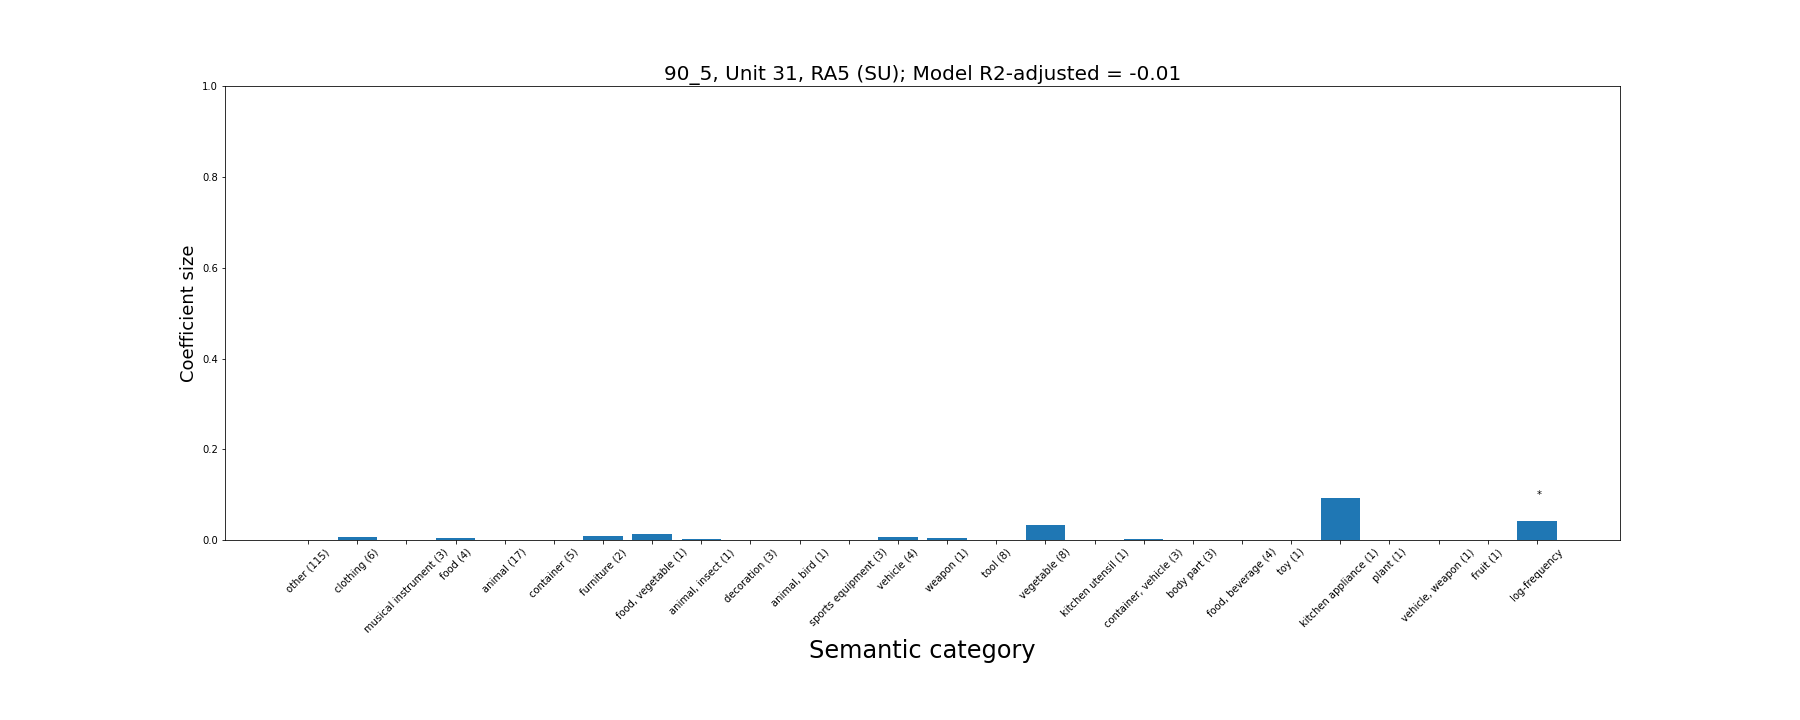 90_5, Unit 31, RA5 (SU); Model R2-adjusted = -0.01
Coefficient size
1.0
0.8
0.6
0.4
0.2
0.0
*
other (115)
clothing (6)
musical instrument (3)
food (4)
animal (17)
container (5)
furniture (2)
food, vegetable (1)
animal, insect (1)
decoration (3)
animal, bird (1)
sports equipment (3)
vehicle (4)
weapon (1)
tool (8)
vegetable (8)
kitchen utensil (1)
container, vehicle (3)
body part (3)
food, beverage (4)
toy (1)
kitchen appliance (1)
plant (1)
vehicle, weapon (1)
fruit (1)
log-frequency
Semantic category